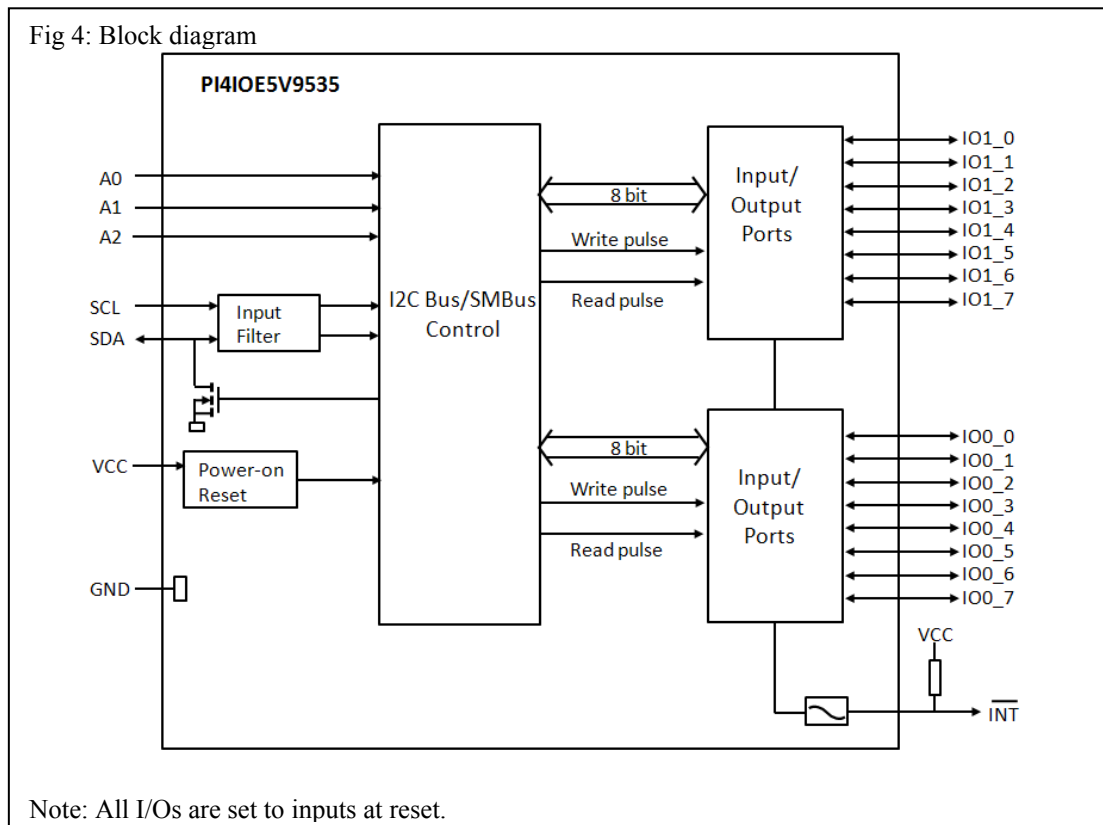 Fig 4: Block diagram
PI4IOE5V9535
A0
A1
A2
SCL
SDA
VCC
GND
Input
Filter
Power-on
Reset
I2C Bus/SMBus
Control
8 bit
Write pulse
Read pulse
Input/
Output
Ports
IO1_0
IO1_1
IO1_2
IO1_3
IO1_4
IO1_5
IO1_6
IO1_7
8 bit
Write pulse
Read pulse
Input/
Output
Ports
IO0_0
IO0_1
IO0_2
IO0_3
IO0_4
IO0_5
IO0_6
IO0_7
VCC
INT
Note: All I/Os are set to inputs at reset.